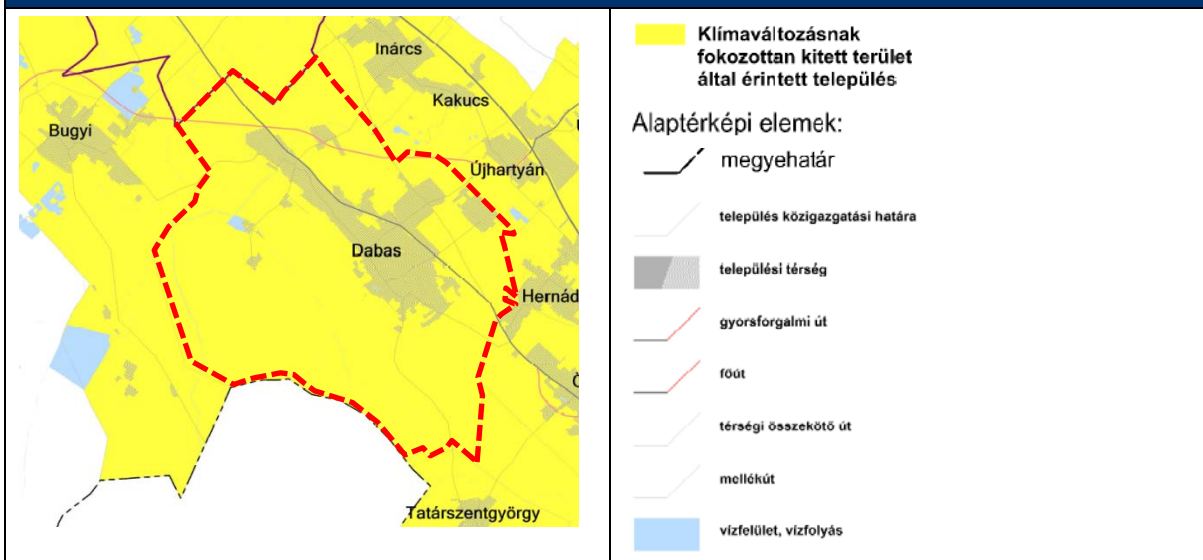 Inárcs
Kakucs
Bugyi
Újhartyán
Dabas
Hernád
Tatárszentgyörgy
Klímaváltozásnak
fokozottan kitett terület
által érintett település
Alaptérképi elemek:
megyehatár
település közigazgatási határa
települési térség
gyorsforgalmi út
főút
térségi összekötő út
mellékút
vízfelület, vízfolyás